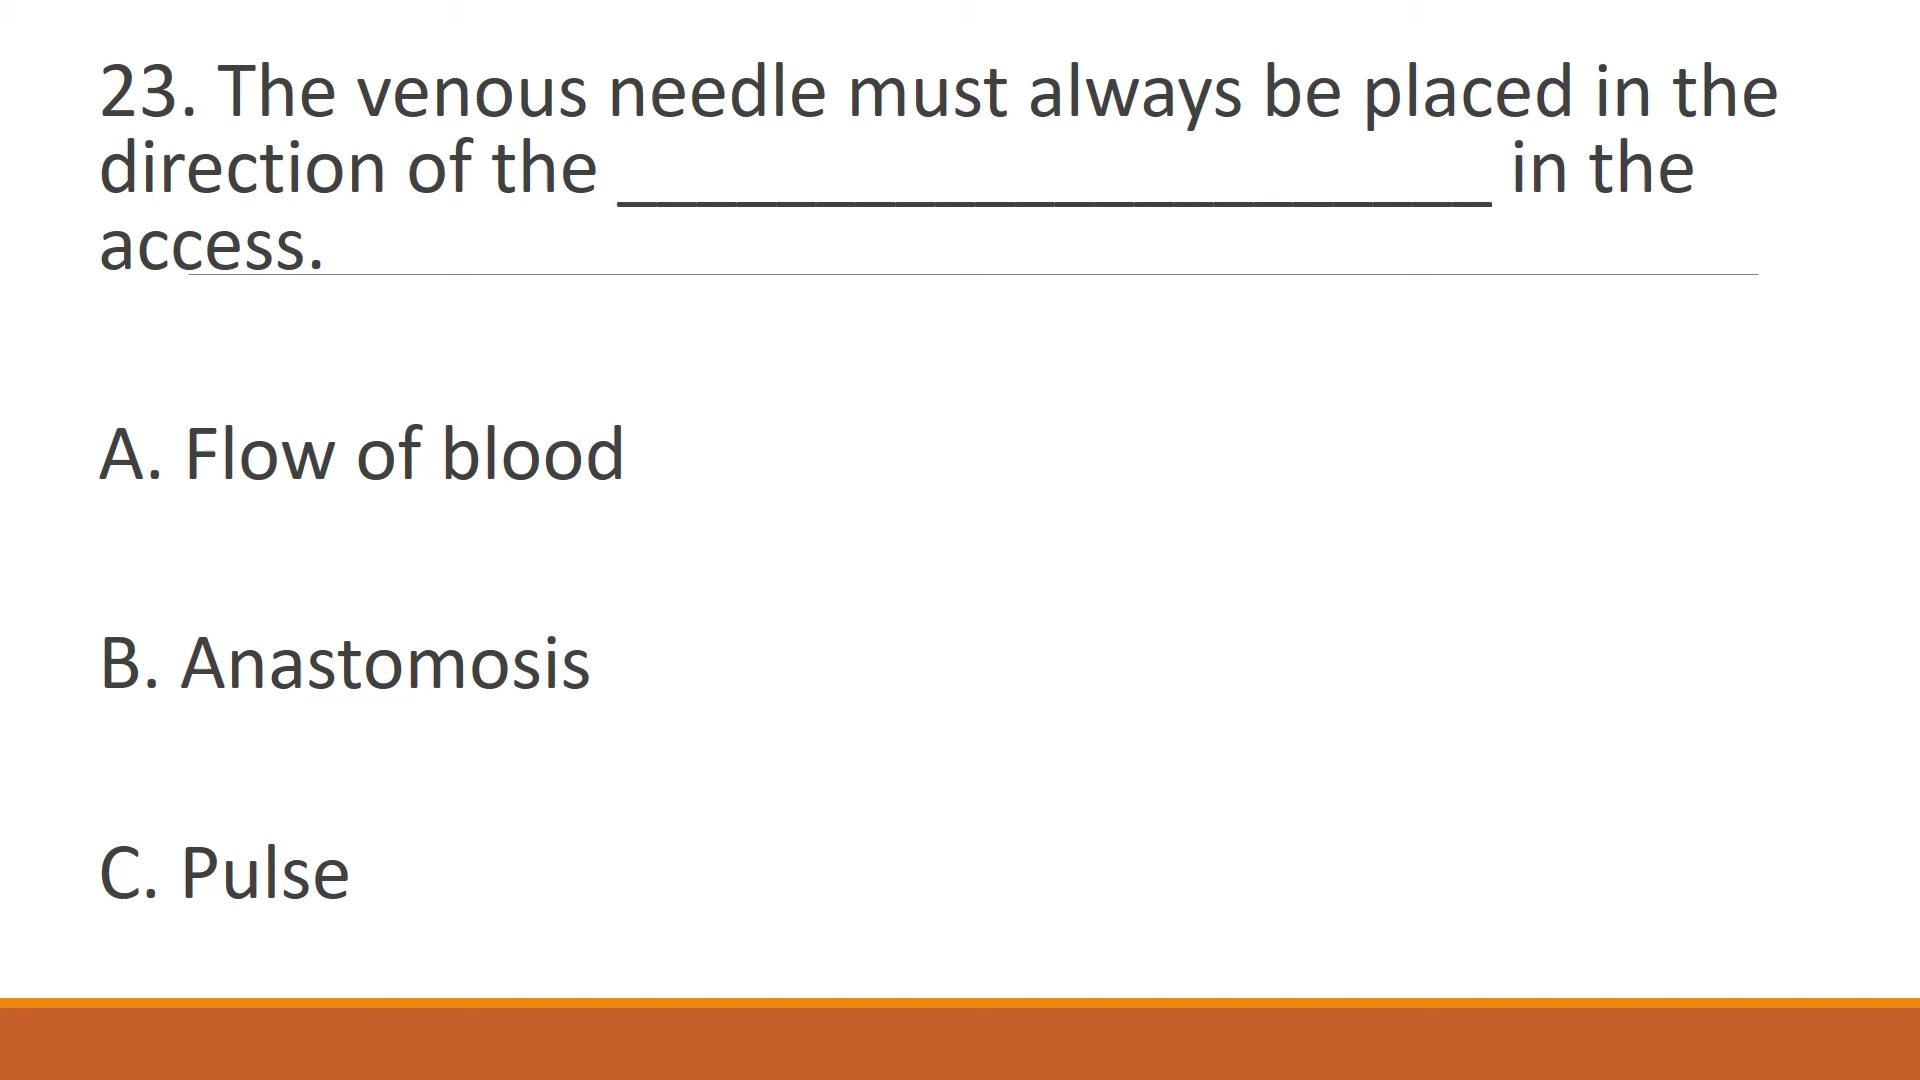 23. The venous needle must always be placed in the
direction of the ______________________ in the
access.
A. Flow of blood
B. Anastomosis
C. Pulse